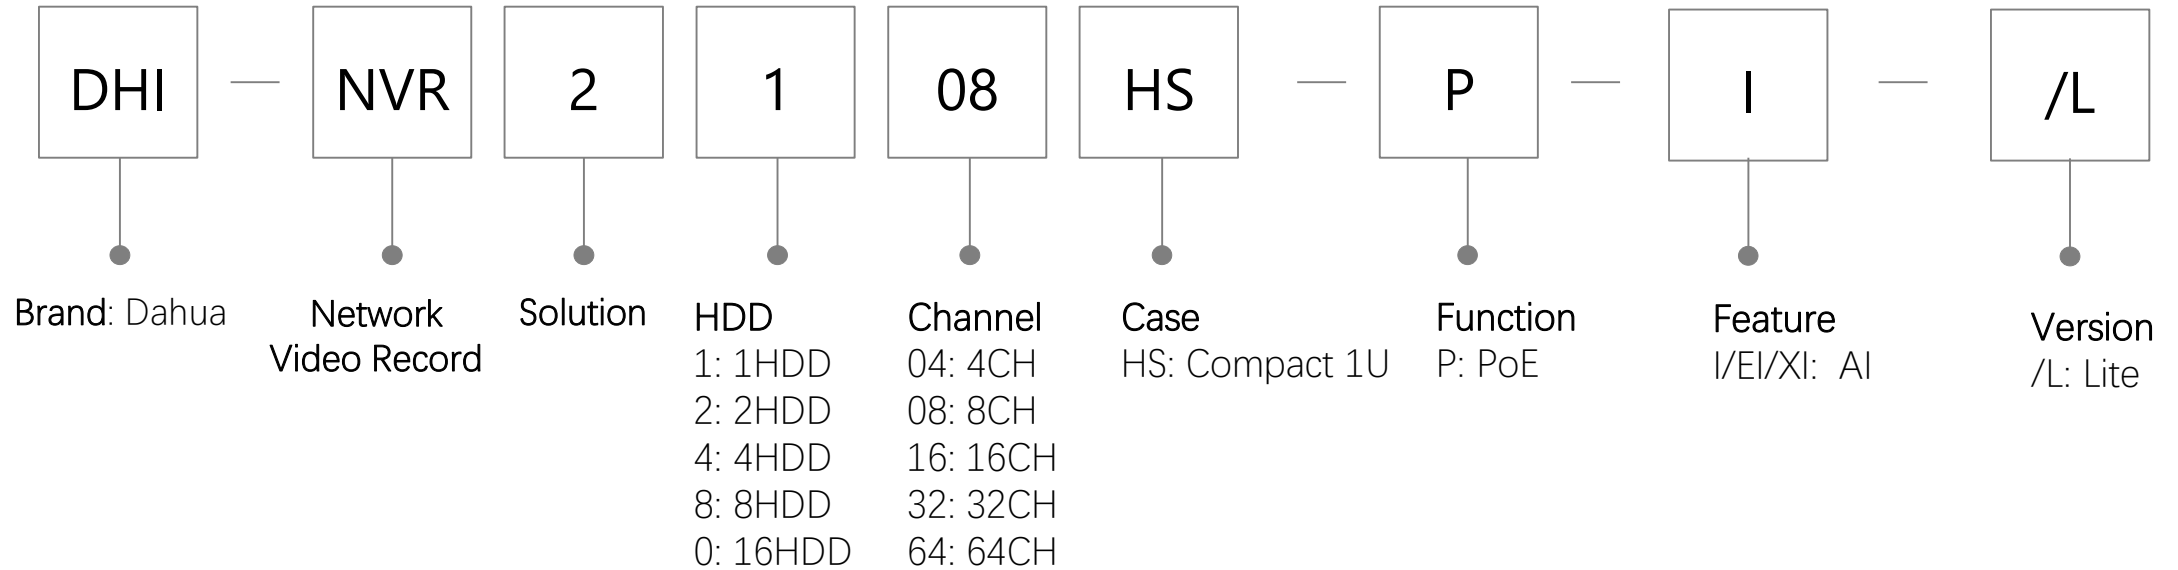 DHI — NVR 2 1 08 HS — P — I — /L
Brand: Dahua
Network
Video Record
Solution
HDD
1: 1HDD
2: 2HDD
4: 4HDD
8: 8HDD
0: 16HDD
Channel
04: 4CH
08: 8CH
16: 16CH
32: 32CH
64: 64CH
Case
HS: Compact 1U
Function
P: PoE
Feature
I/EI/XI: AI
Version
/L: Lite